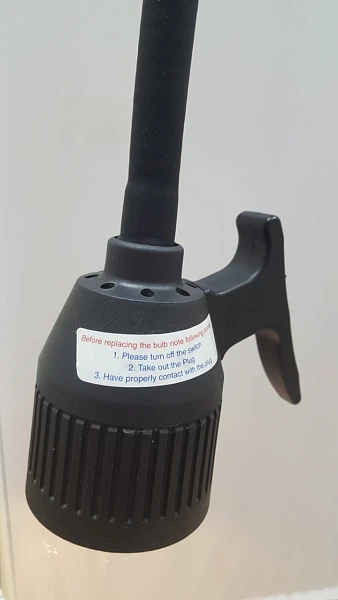 Before replacing the bulb note following
1. Please turn off the switch
2. Take out the Plug
3. Have properly contact with the plug